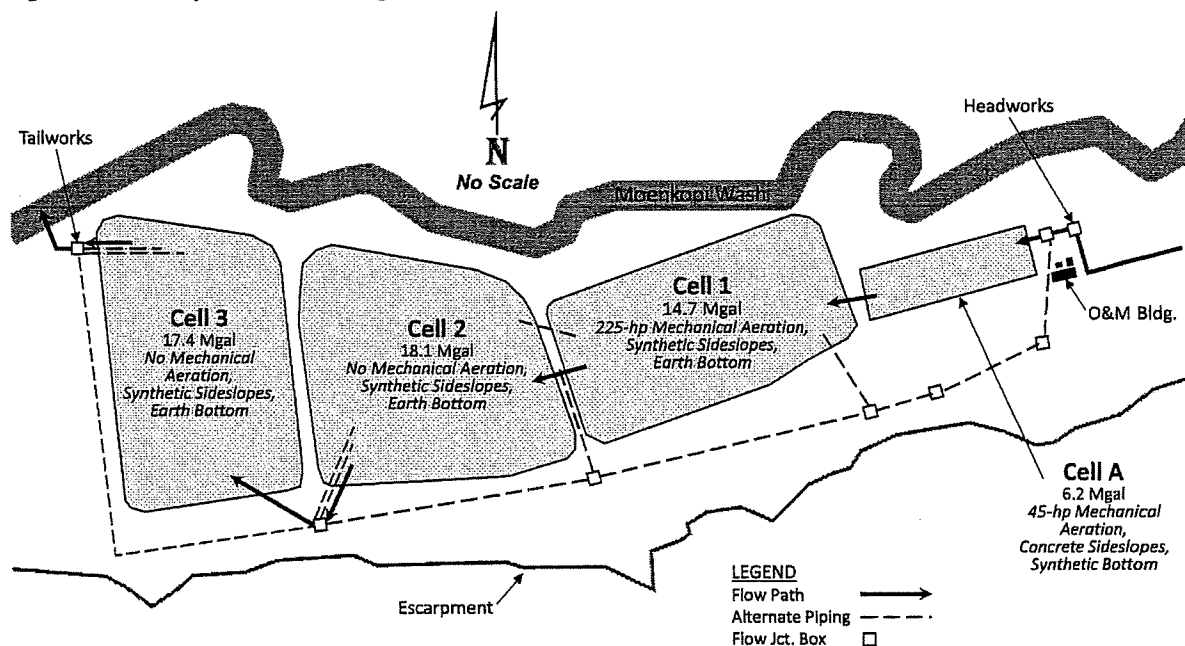 N
No Scale
Headworks
Tailworks
Moenkopi Wash
Cell 1
14.7 Mgal
225-hp Mechanical Aeration,
Synthetic Sideslopes,
Earth Bottom
O&M Bldg.
Cell 3
17.4 Mgal
No Mechanical
Aeration,
Synthetic Sideslopes,
Earth Bottom
Cell 2
18.1 Mgal
No Mechanical Aeration,
Synthetic Sideslopes,
Earth Bottom
Cell A
6.2 Mgal
45-hp Mechanical
Aeration,
Concrete Sideslopes,
Synthetic Bottom
Escarpment
LEGEND
Flow Path
Alternate Piping
Flow Jct. Box